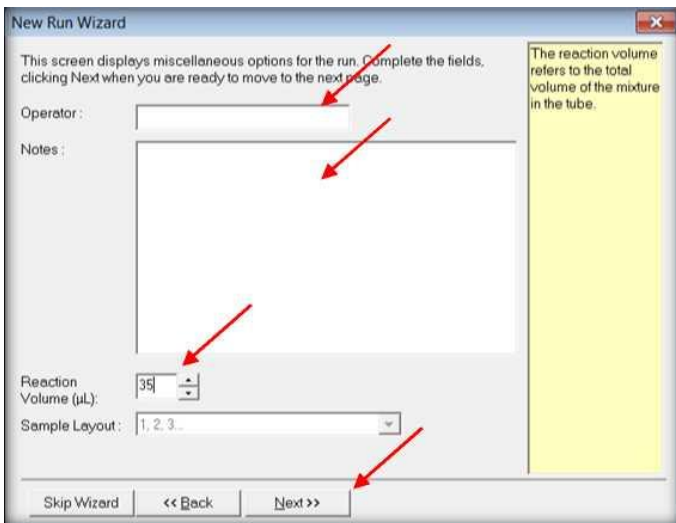 New Run Wizard
This screen displays miscellaneous options for the run. Complete the fields,
clicking Next when you are ready to move to the next page.
Operator :
Notes :
Reaction
Volume (µL):
35
Sample Layout :
1, 2, 3...
Skip Wizard
<< Back
Next >>
The reaction volume
refers to the total
volume of the mixture
in the tube.